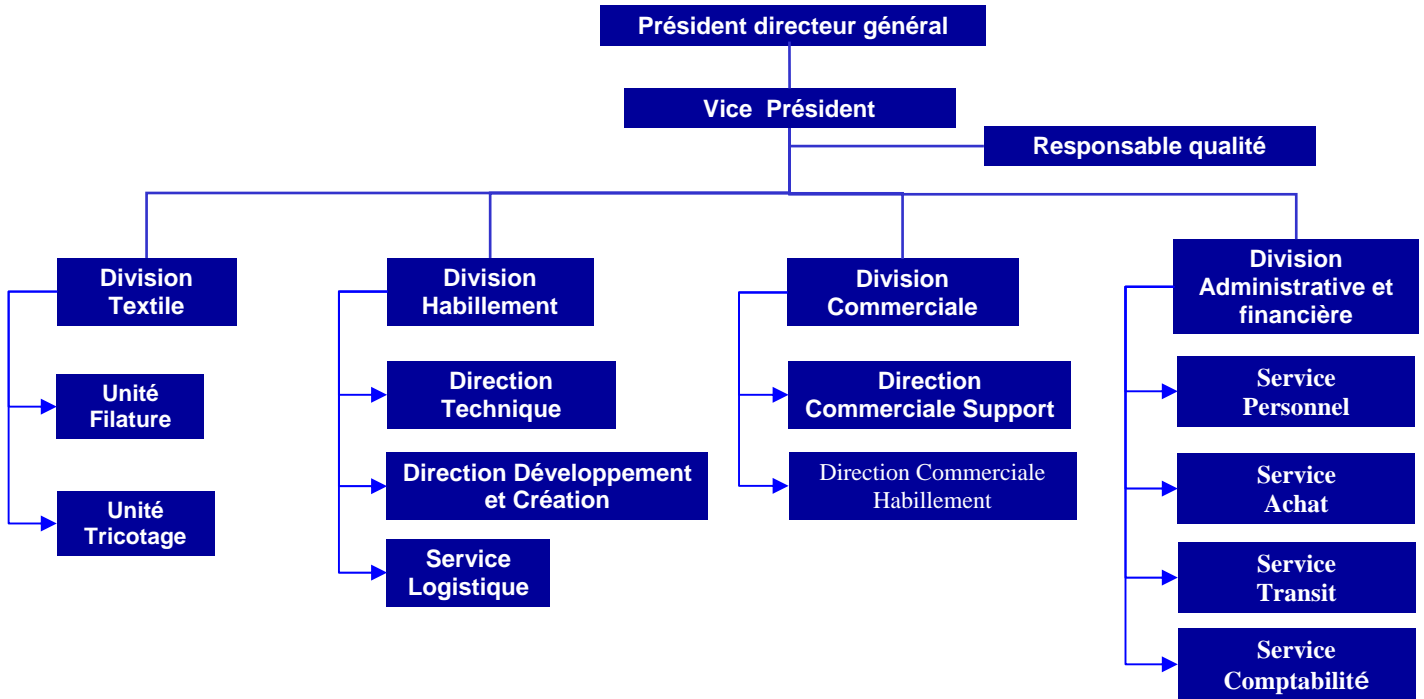 Président directeur général
Vice Président
Responsable qualité
Division
Textile
Unité
Filature
Unité
Tricotage
Division
Habillement
Direction
Technique
Direction Développement
et Création
Service
Logistique
Division
Commerciale
Direction
Commerciale Support
Direction Commerciale
Habillement
Division
Administrative et
financière
Service
Personnel
Service
Achat
Service
Transit
Service
Comptabilité